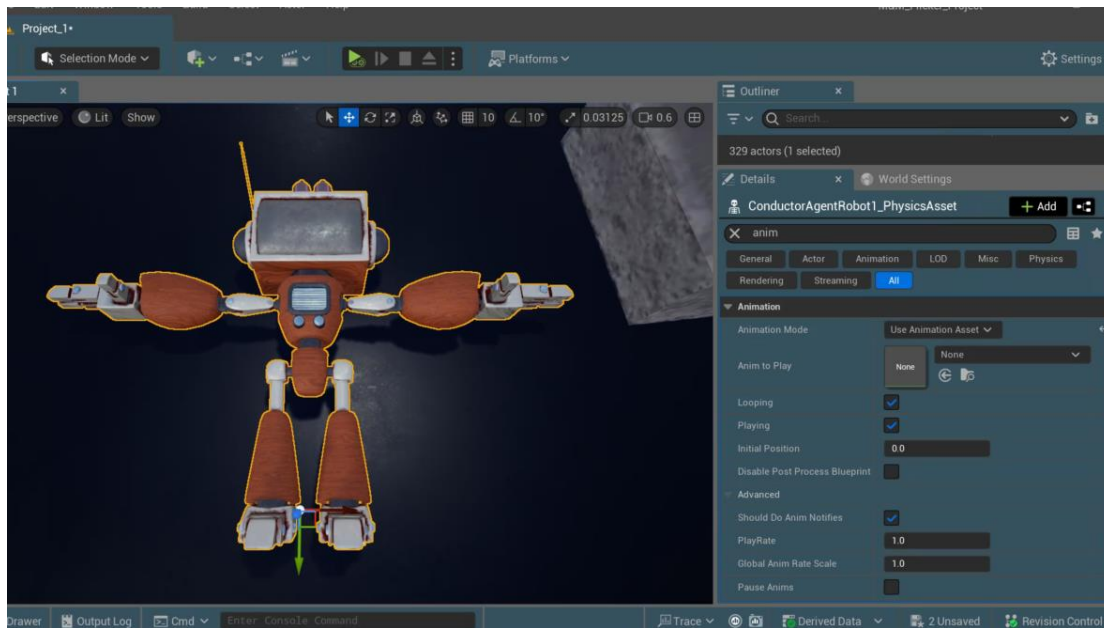 Project_1•
Selection Mode
Platforms
Settings
Perspective
Lit
Show
10
10°
0.03125
0.6
Outliner
Search...
329 actors (1 selected)
Details
World Settings
ConductorAgentRobot1_PhysicsAsset
+ Add
anim
General
Actor
Animation
LOD
Misc
Physics
Rendering
Streaming
All
Animation
Animation Mode
Use Animation Asset
Anim to Play
None
None
Looping
Playing
Initial Position
0.0
Disable Post Process Blueprint
Advanced
Should Do Anim Notifies
PlayRate
1.0
Global Anim Rate Scale
1.0
Pause Anims
Drawer
Output Log
Cmd
Enter Console Command
Trace
Derived Data
2 Unsaved
Revision Control